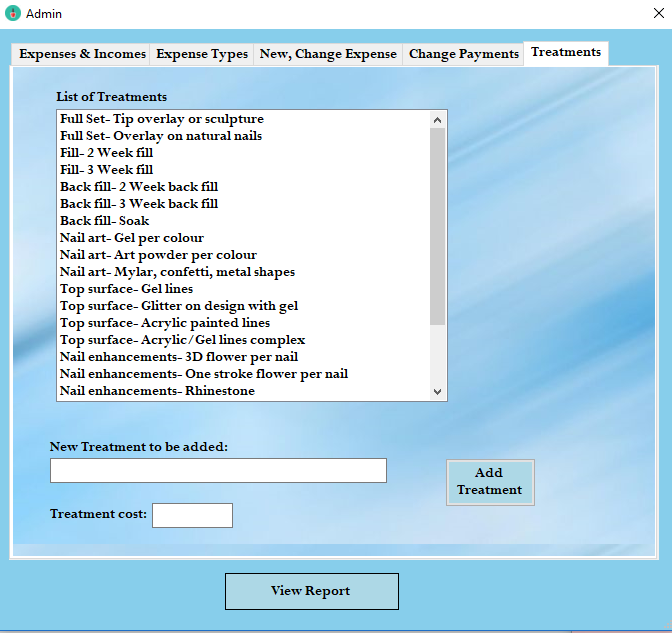 Admin
Expenses & Incomes
Expense Types
New, Change Expense
Change Payments
Treatments
List of Treatments
Full Set- Tip overlay or sculpture
Full Set- Overlay on natural nails
Fill- 2 Week fill
Fill- 3 Week fill
Back fill- 2 Week back fill
Back fill- 3 Week back fill
Back fill- Soak
Nail art- Gel per colour
Nail art- Art powder per colour
Nail art- Mylar, confetti, metal shapes
Top surface- Gel lines
Top surface- Glitter on design with gel
Top surface- Acrylic painted lines
Top surface- Acrylic/Gel lines complex
Nail enhancements- 3D flower per nail
Nail enhancements- One stroke flower per nail
Nail enhancements- Rhinestone
New Treatment to be added:
Add
Treatment
Treatment cost:
View Report